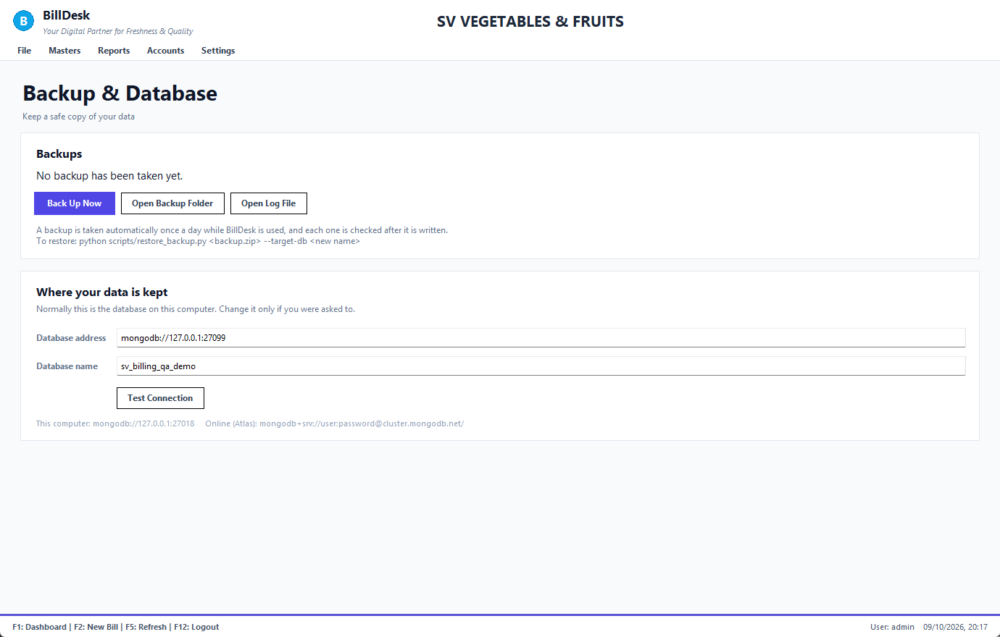 B
BillDesk
Your Digital Partner for Freshness & Quality
SV VEGETABLES & FRUITS
File Masters Reports Accounts Settings
Backup & Database
Keep a safe copy of your data
Backups
No backup has been taken yet.
Back Up Now Open Backup Folder Open Log File
A backup is taken automatically once a day while BillDesk is used, and each one is checked after it is written.
To restore: python scripts/restore_backup.py <backup.zip> --target-db <new name>
Where your data is kept
Normally this is the database on this computer. Change it only if you were asked to.
Database address mongodb://127.0.0.1:27099
Database name sv_billing_qa_demo
Test Connection
This computer: mongodb://127.0.0.1:27018 Online (Atlas): mongodb+srv://user:password@cluster.mongodb.net/
F1: Dashboard | F2: New Bill | F5: Refresh | F12: Logout User: admin 09/10/2026, 20:17